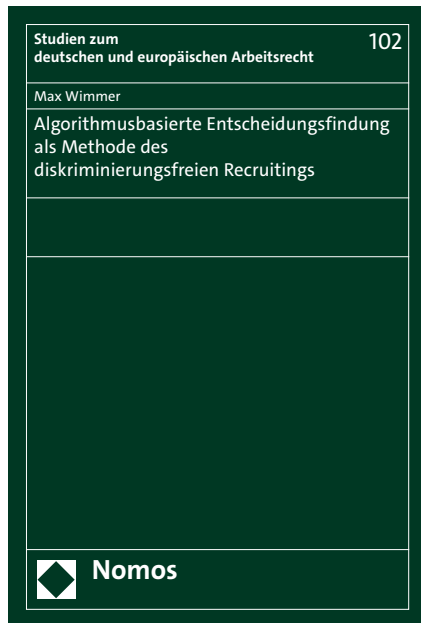 Studien zum
102
deutschen und europäischen Arbeitsrecht
Max Wimmer
Algorithmusbasierte Entscheidungsfindung
als Methode des
diskriminierungsfreien Recruitings
Nomos